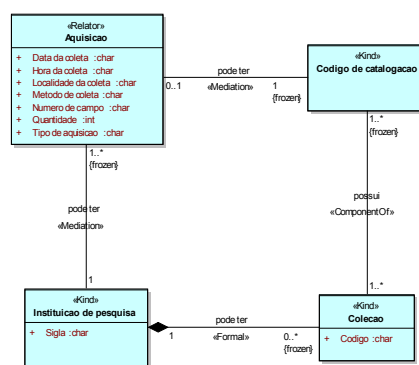 «Relator»
Aquisicao
+ Data da coleta :char
+ Hora da coleta :char
+ Localidade da coleta :char
+ Metodo de coleta :char
+ Numero de campo :char
+ Quantidade :int
+ Tipo de aquisicao :char
«Kind»
Codigo de catalogacao
pode ter
0..1
1
«Mediation»
{frozen}
1..*
{frozen}
1..*
{frozen}
possui
«ComponentOf»
pode ter
«Mediation»
1
1..*
«Kind»
Instituicao de pesquisa
+ Sigla :char
«Kind»
Colecao
+ Codigo :char
pode ter
1
0..*
«Formal»
{frozen}